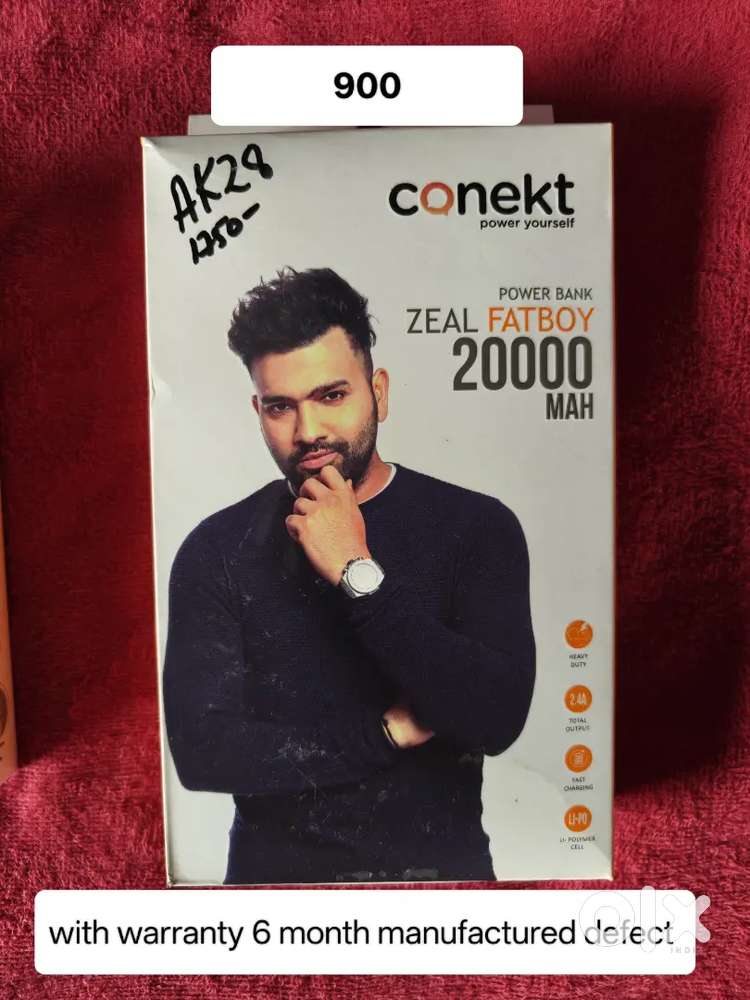 900
AK28
1250-
conekt
power yourself
POWER BANK
ZEAL FATBOY
20000
MAH
HEAVY
DUTY
2.4A
TOTAL
OUTPUT
FAST
CHARGING
LI-PO
LI- POLYMER
CELL
with warranty 6 month manufactured defect
olx
INDIA